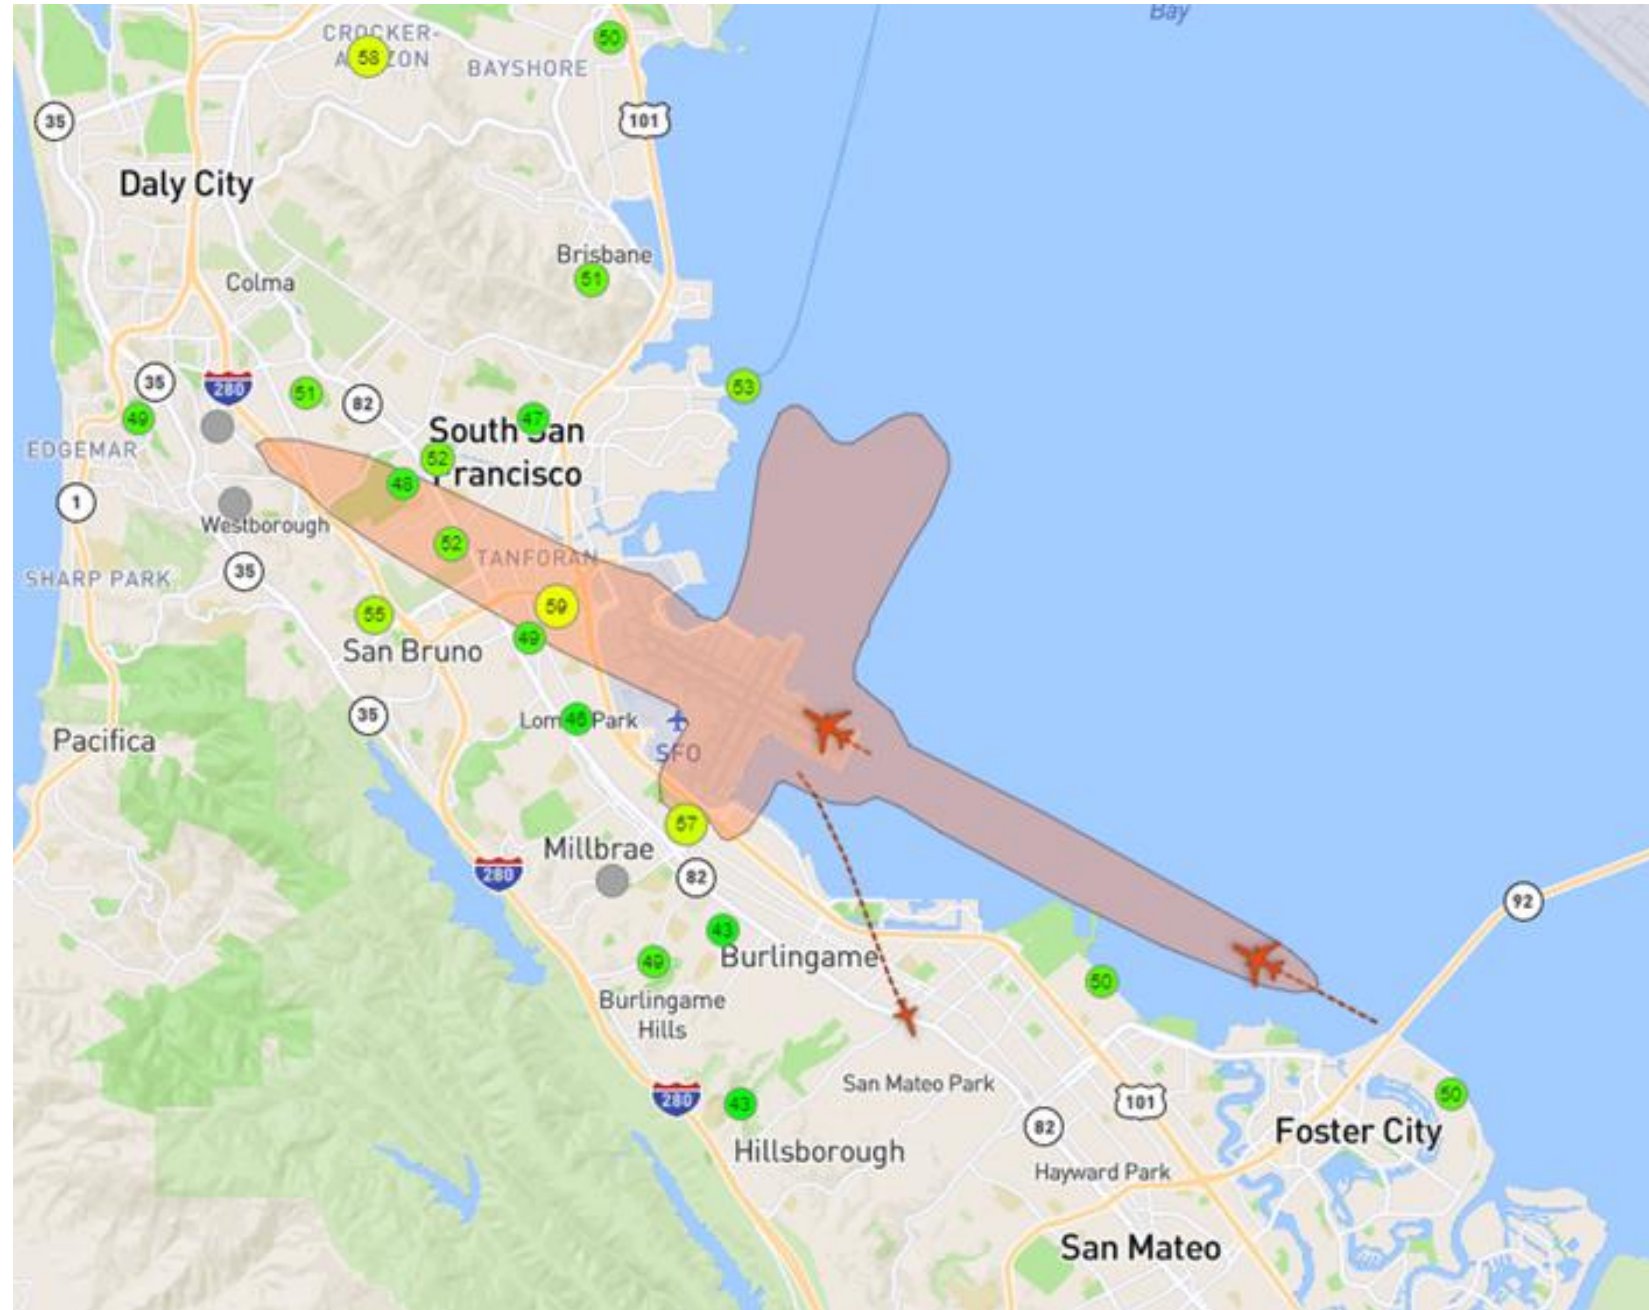 Bay
CROCKER-
58
50
BAYSHORE
35
101
Daly City
Brisbane
51
Colma
35
280
51
82
53
49
47
South San
EDGEMAR
52
Francisco
48
1
Westborough
52
TANFORAN
35
SHARP PARK
59
55
49
San Bruno
35
46
Park
Pacifica
SFO
57
Millbrae
280
82
92
43
Burlingame
49
50
Burlingame
Hills
San Mateo Park
280
43
101
50
82
Foster City
Hillsborough
Hayward Park
San Mateo